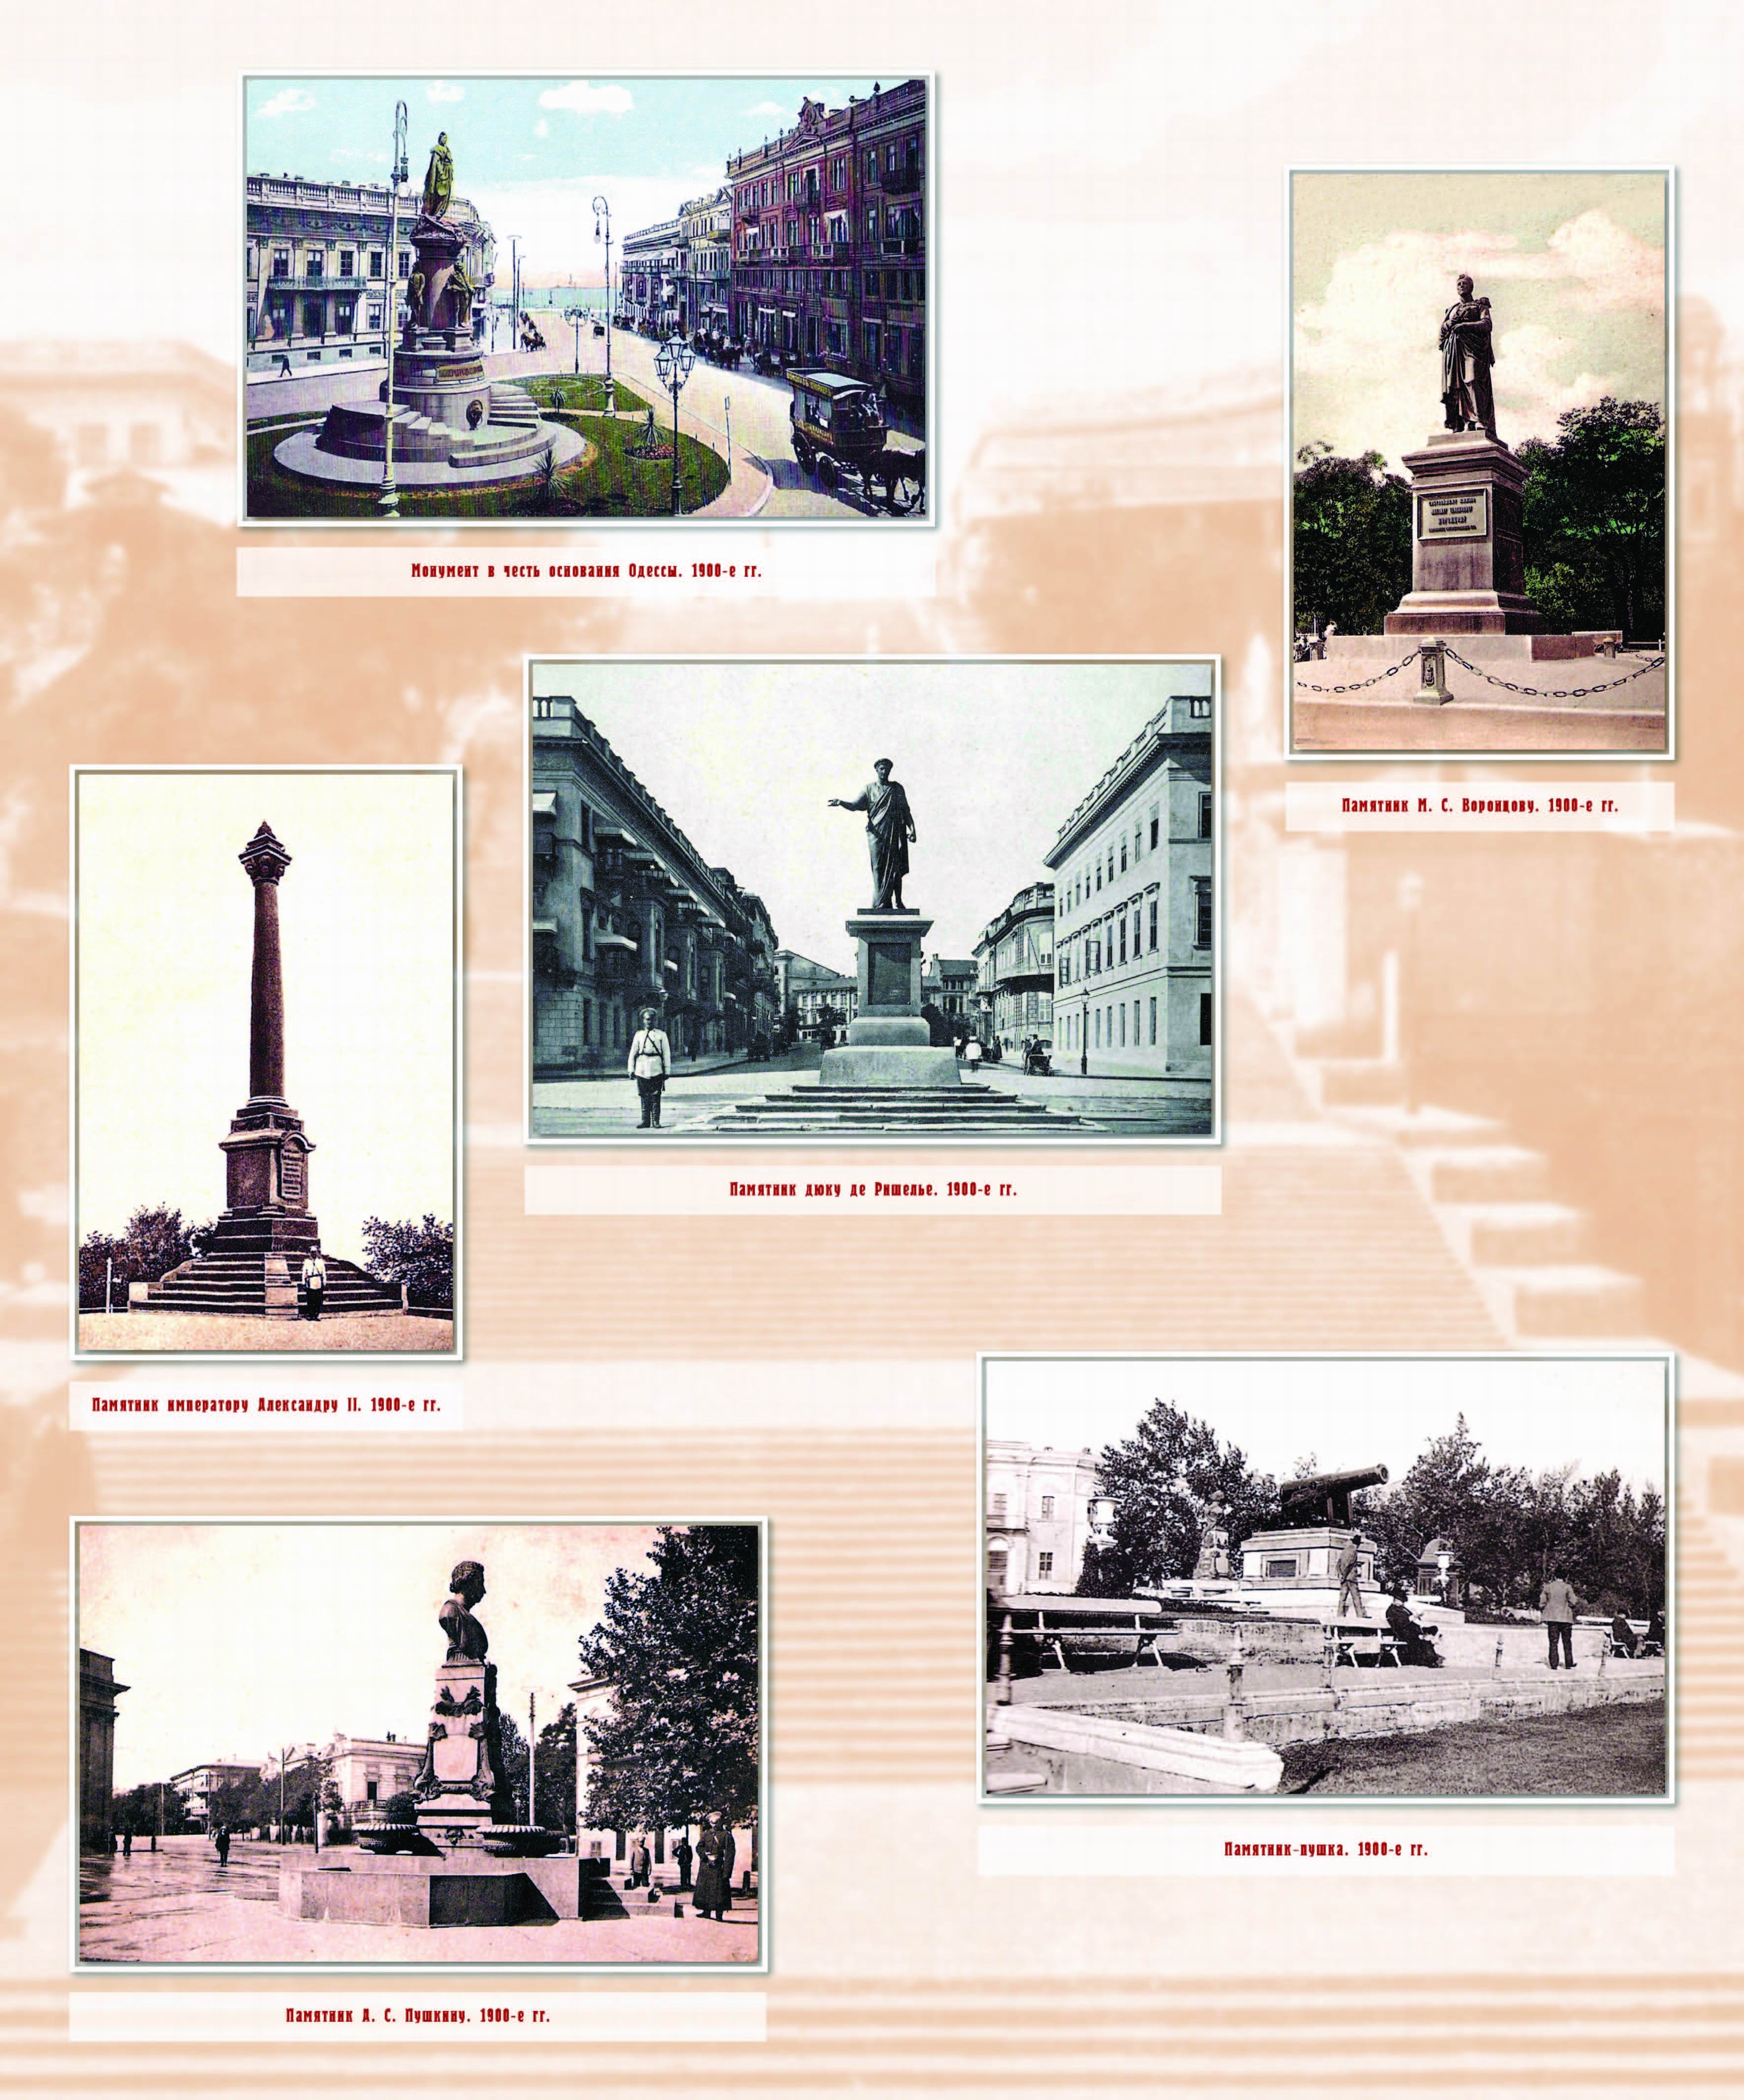 Монумент в честь основания Одессы. 1900-е гг.
Памятник М. С. Воронцову. 1900-е гг.
Памятник дюку де Ришелье. 1900-е гг.
Памятник императору Александру II. 1900-е гг.
Памятник-пушка. 1900-е гг.
Памятник А. С. Пушкину. 1900-е гг.